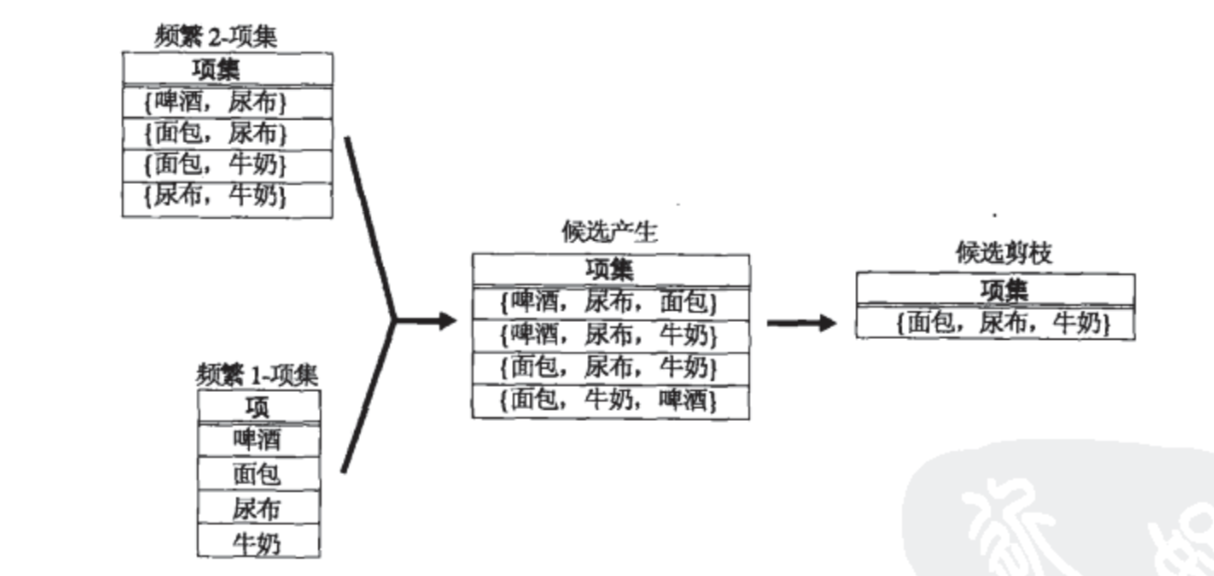 频繁 2-项集
项集
{啤酒，尿布}
{面包，尿布}
{面包，牛奶}
{尿布，牛奶}
频繁 1-项集
项
啤酒
面包
尿布
牛奶
候选产生
项集
{啤酒，尿布，面包}
{啤酒，尿布，牛奶}
{面包，尿布，牛奶}
{面包，牛奶，啤酒}
候选剪枝
项集
{面包，尿布，牛奶}